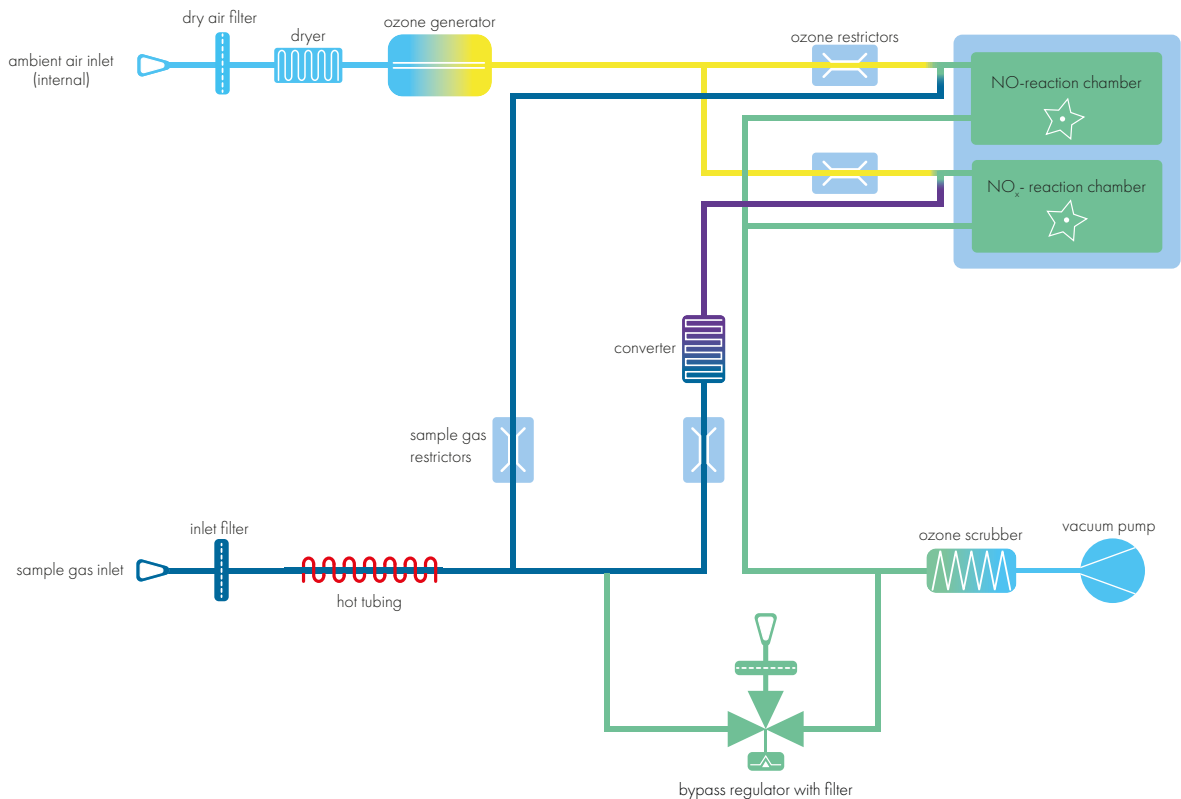 dry air filter
ozone generator
dryer
ozone restrictors
ambient air inlet
(internal)
NO-reaction chamber
NOx- reaction chamber
converter
sample gas
restrictors
inlet filter
vacuum pump
ozone scrubber
sample gas inlet
hot tubing
bypass regulator with filter